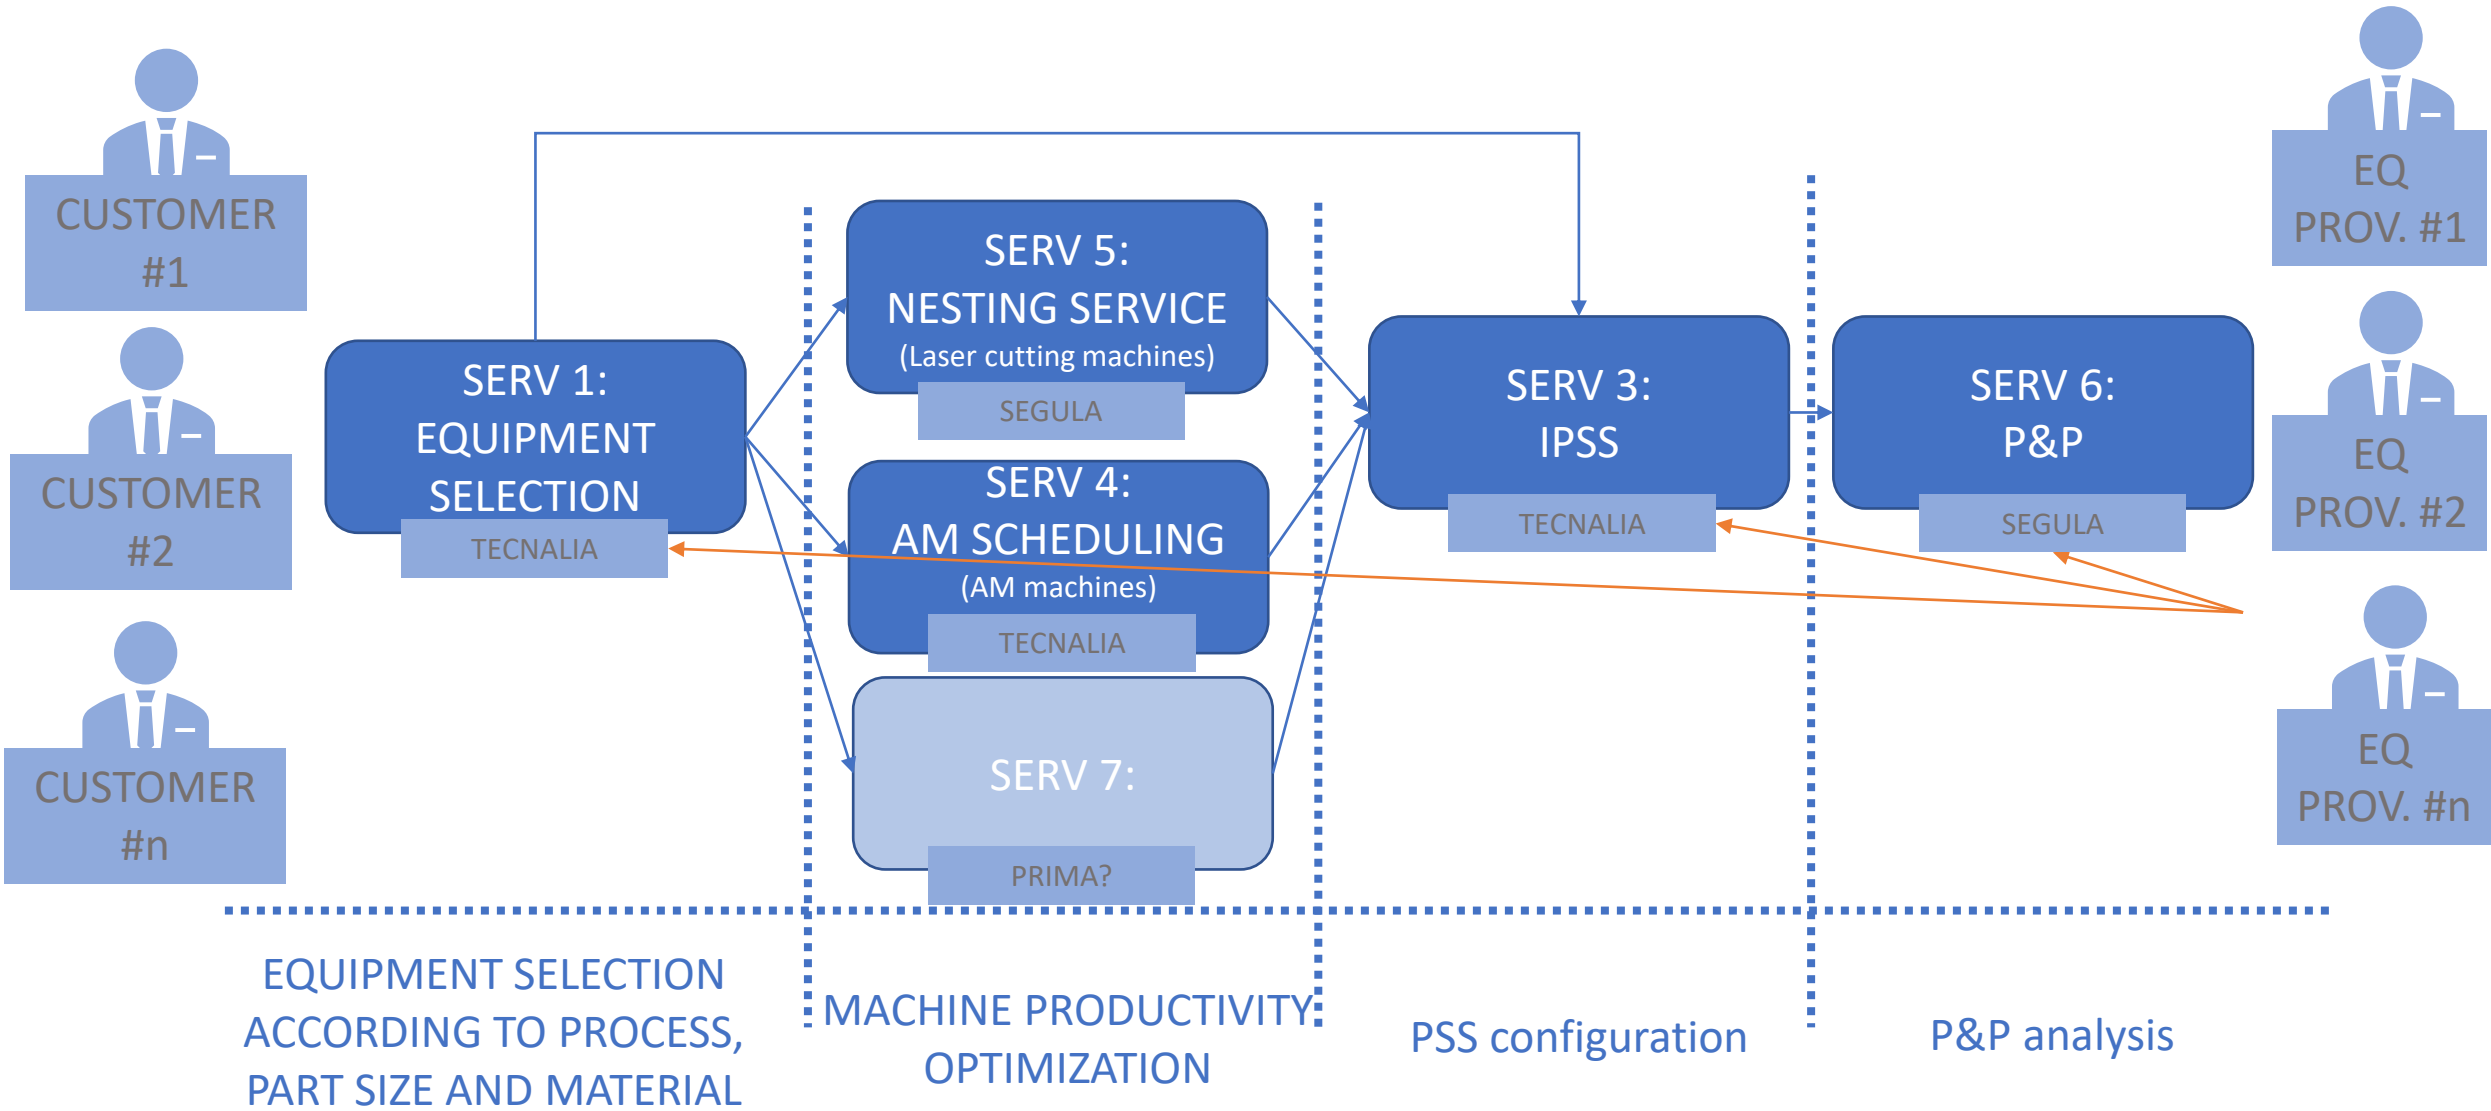 CUSTOMER
#1
CUSTOMER
#2
CUSTOMER
#n
SERV 1:
EQUIPMENT
SELECTION
TECNALIA
SERV 5:
NESTING SERVICE
(Laser cutting machines)
SEGULA
SERV 4:
AM SCHEDULING
(AM machines)
TECNALIA
SERV 7:
PRIMA?
SERV 3:
IPSS
TECNALIA
SERV 6:
P&P
SEGULA
EQ
PROV. #1
EQ
PROV. #2
EQ
PROV. #n
EQUIPMENT SELECTION
ACCORDING TO PROCESS,
PART SIZE AND MATERIAL
MACHINE PRODUCTIVITY
OPTIMIZATION
PSS configuration
P&P analysis